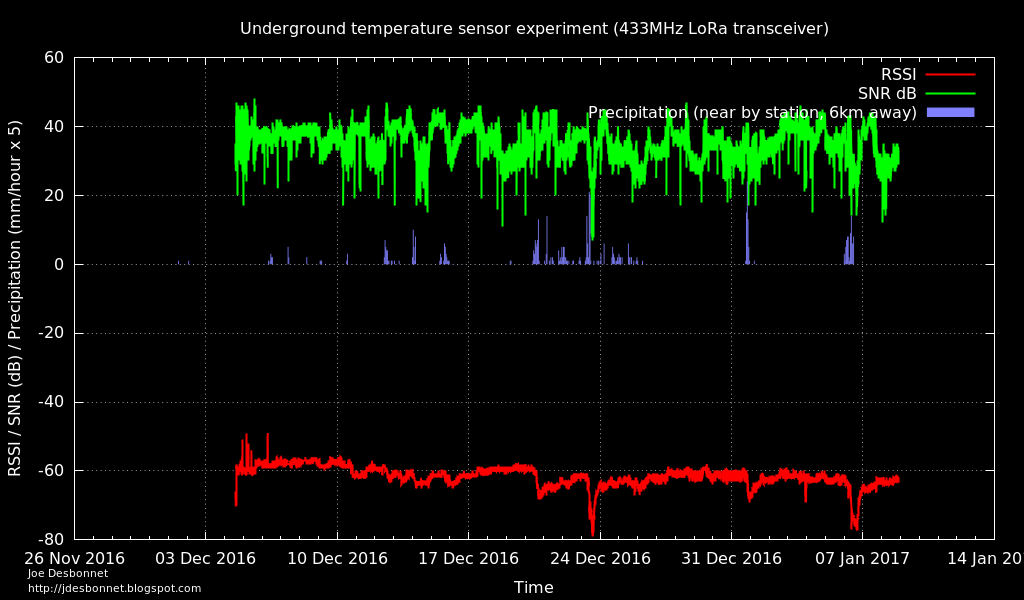 Underground temperature sensor experiment (433MHz LoRa transceiver)
RSSI / SNR (dB) / Precipitation (mm/hour x 5)
60
40
20
0
-20
-40
-60
-80
RSSI
SNR dB
Precipitation (near by station, 6km away)
26 Nov 2016 03 Dec 2016 10 Dec 2016 17 Dec 2016 24 Dec 2016 31 Dec 2016 07 Jan 2017 14 Jan 20
Time
Joe Desbonnet
http://jdesbonnet.blogspot.com